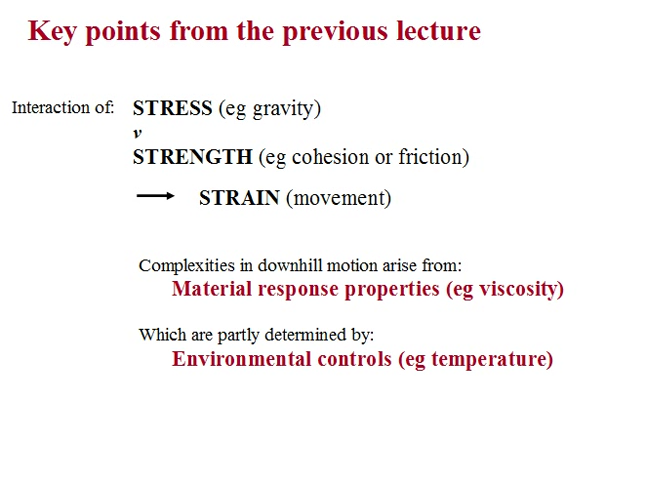 Key points from the previous lecture
Interaction of: STRESS (eg gravity)
v
STRENGTH (eg cohesion or friction)
STRAIN (movement)
Complexities in downhill motion arise from:
Material response properties (eg viscosity)
Which are partly determined by:
Environmental controls (eg temperature)